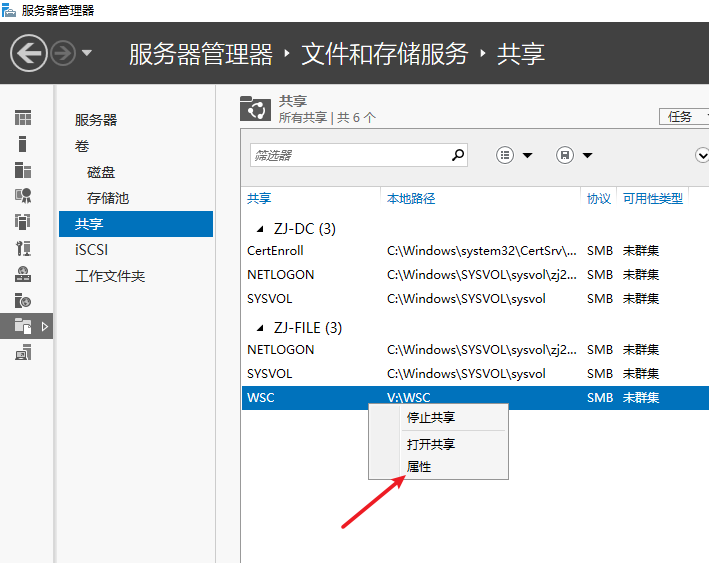 服务器管理器
服务器管理器 ‣ 文件和存储服务 ‣ 共享
服务器
卷
磁盘
存储池
共享
iSCSI
工作文件夹
共享
所有共享 | 共 6 个
任务
筛选器
共享 本地路径 协议 可用性类型
ZJ-DC (3)
CertEnroll C:\Windows\system32\CertSrv\... SMB 未群集
NETLOGON C:\Windows\SYSVOL\sysvol\zj2... SMB 未群集
SYSVOL C:\Windows\SYSVOL\sysvol SMB 未群集
ZJ-FILE (3)
NETLOGON C:\Windows\SYSVOL\sysvol\zj2... SMB 未群集
SYSVOL C:\Windows\SYSVOL\sysvol SMB 未群集
WSC V:\WSC SMB 未群集
停止共享
打开共享
属性